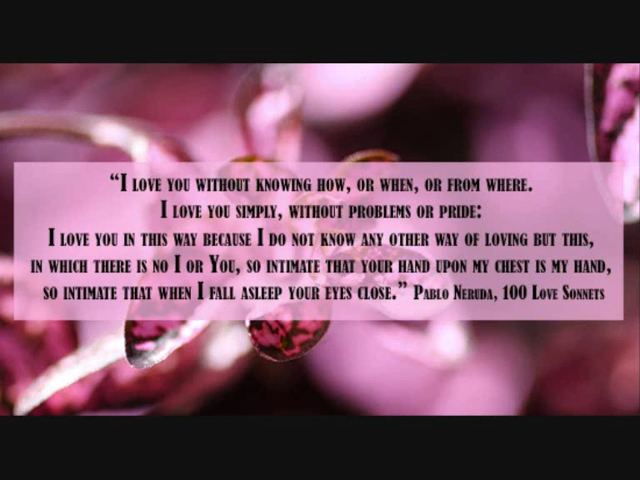 “I love you without knowing how, or when, or from where.
I love you simply, without problems or pride:
I love you in this way because I do not know any other way of loving but this,
in which there is no I or You, so intimate that your hand upon my chest is my hand,
so intimate that when I fall asleep your eyes close.” Pablo Neruda, 100 Love Sonnets